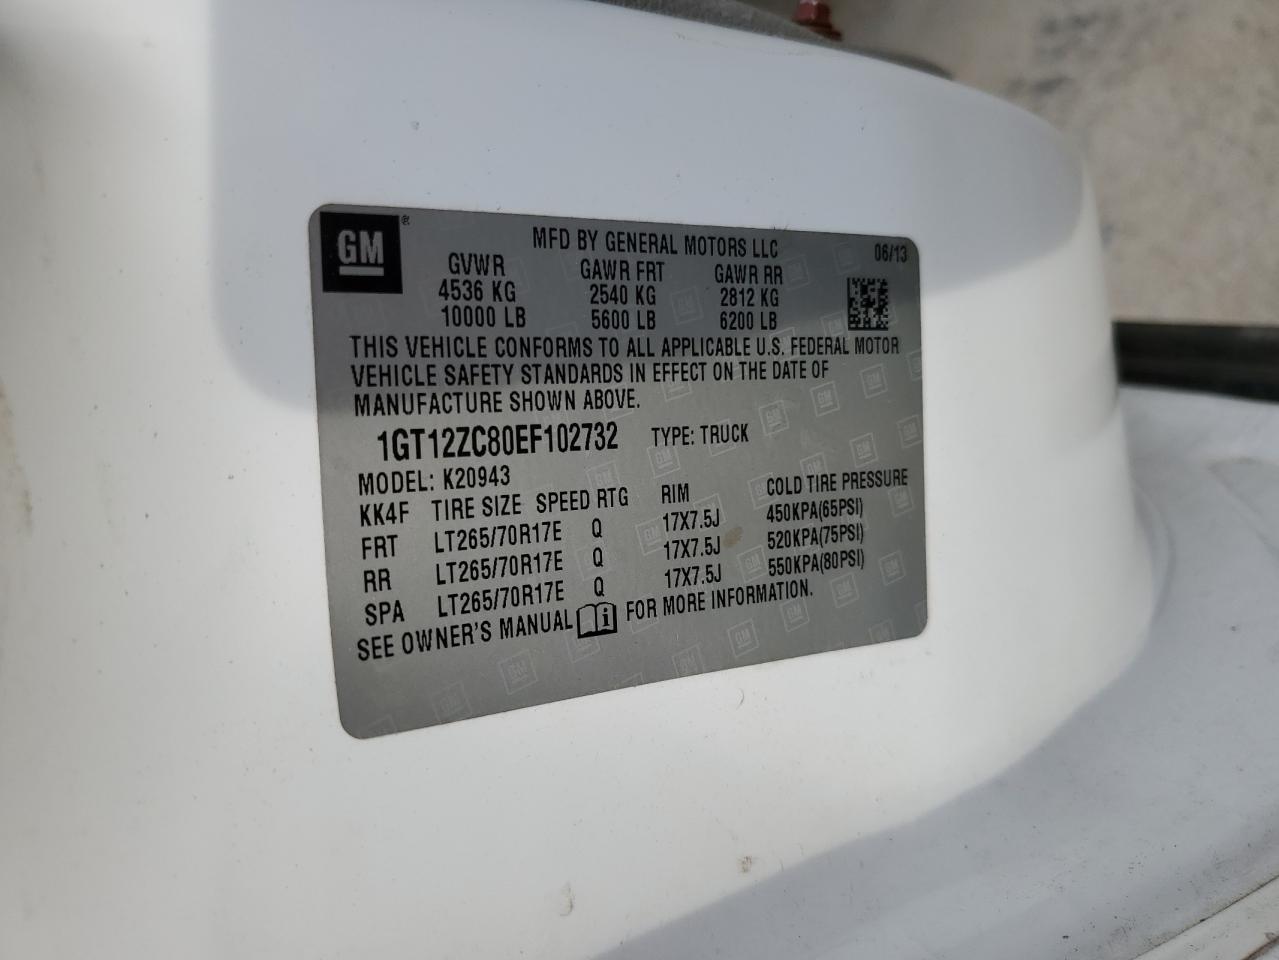 GM®
MFD BY GENERAL MOTORS LLC 06/13
GVWR GAWR FRT GAWR RR
4536 KG 2540 KG 2812 KG
10000 LB 5600 LB 6200 LB
THIS VEHICLE CONFORMS TO ALL APPLICABLE U.S. FEDERAL MOTOR
VEHICLE SAFETY STANDARDS IN EFFECT ON THE DATE OF
MANUFACTURE SHOWN ABOVE.
1GT12ZC80EF102732 TYPE: TRUCK
MODEL: K20943
KK4F TIRE SIZE SPEED RTG RIM COLD TIRE PRESSURE
FRT LT265/70R17E Q 17X7.5J 450KPA(65PSI)
RR LT265/70R17E Q 17X7.5J 520KPA(75PSI)
SPA LT265/70R17E Q 17X7.5J 550KPA(80PSI)
SEE OWNER'S MANUAL FOR MORE INFORMATION.